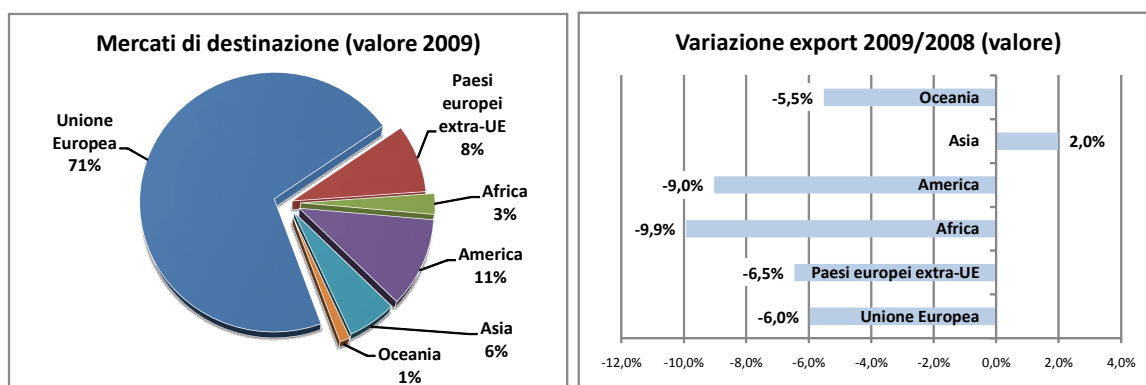 Mercati di destinazione (valore 2009)
Unione
Europea
71%
Paesi
europei
extra-UE
8%
Africa
3%
America
11%
Asia
6%
Oceania
1%
Variazione export 2009/2008 (valore)
-5,5%
Oceania
Asia
2,0%
-9,0%
America
-9,9%
Africa
-6,5%
Paesi europei extra-UE
-6,0%
Unione Europea
-12,0% -10,0% -8,0% -6,0% -4,0% -2,0% 0,0% 2,0% 4,0%